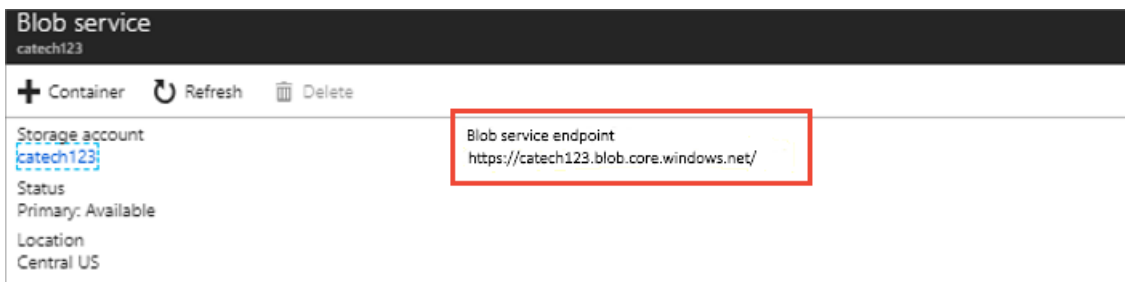 Blob service
catech123
Container Refresh Delete
Storage account
catech123
Status
Primary: Available
Location
Central US
Blob service endpoint
https://catech123.blob.core.windows.net/